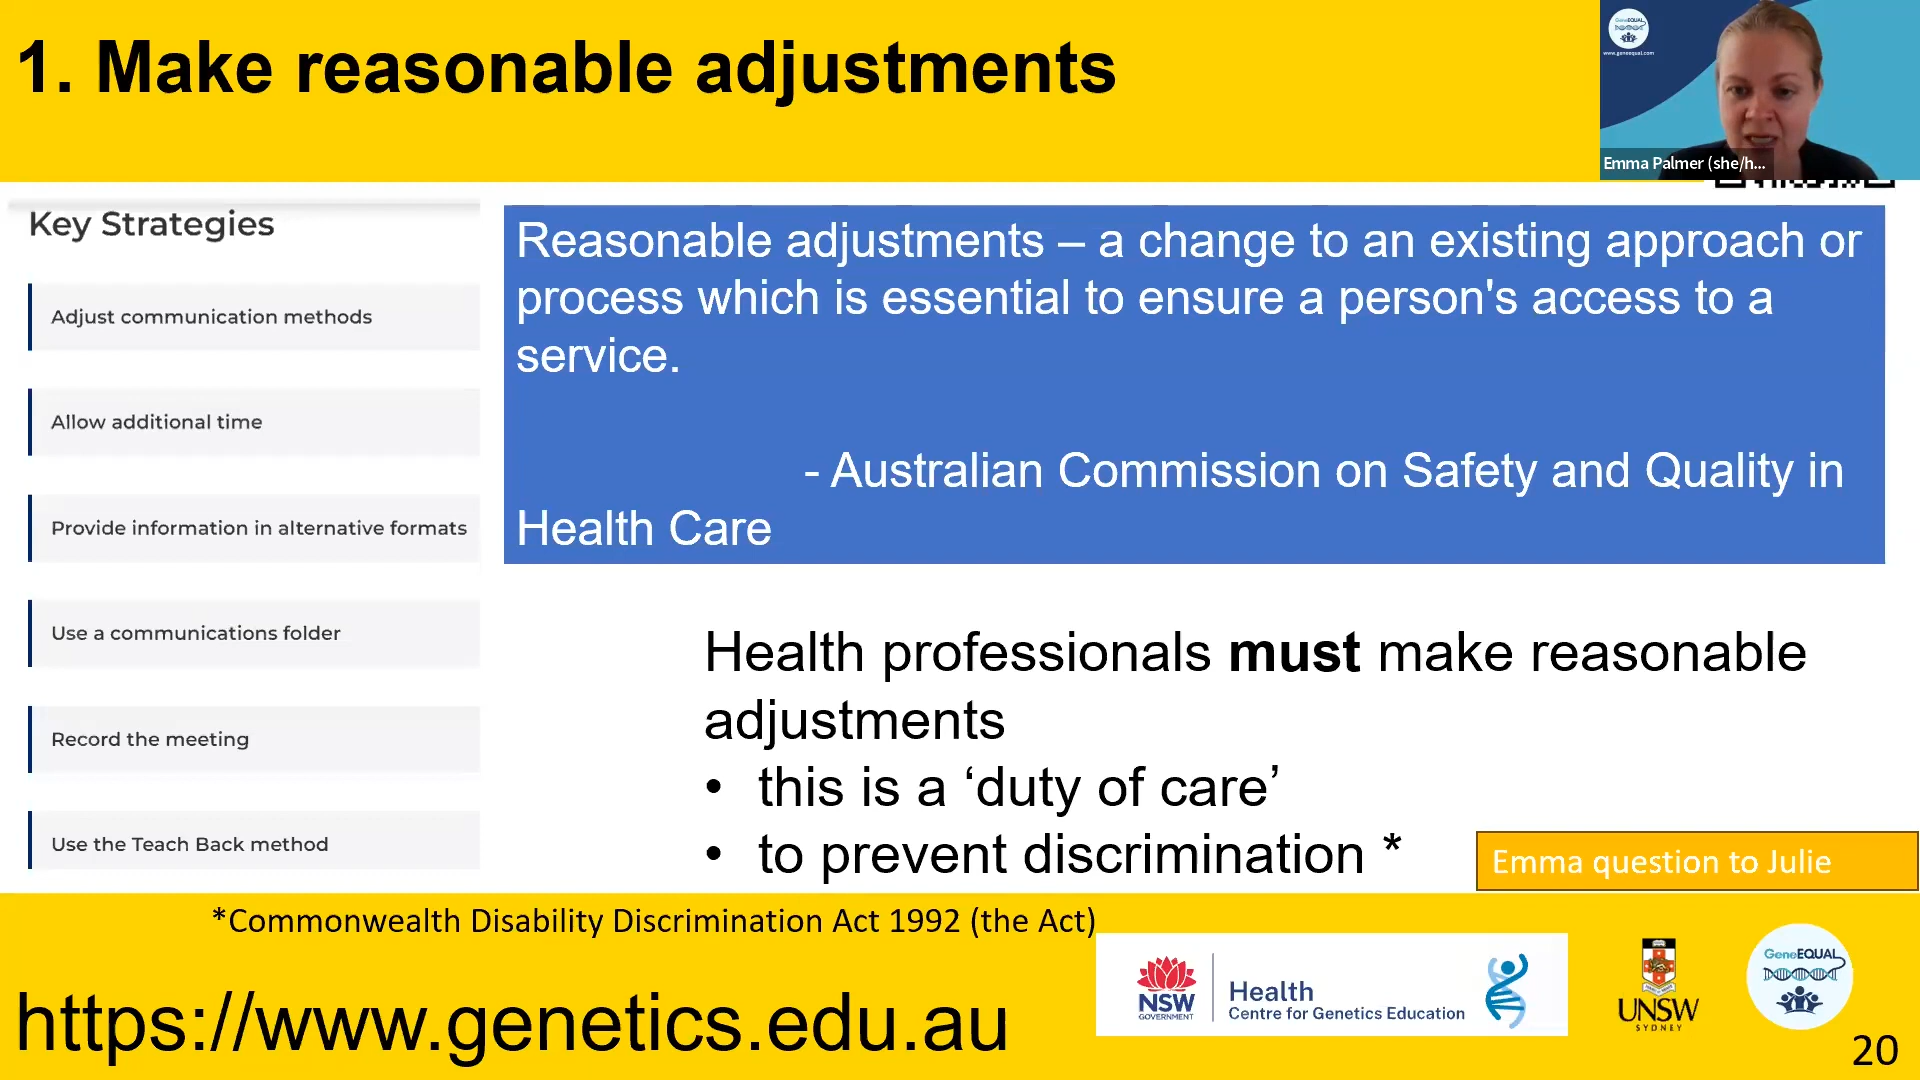 1. Make reasonable adjustments
GeneEQUAL
www.geneequal.com
Emma Palmer (she/h...
Key Strategies
Adjust communication methods
Allow additional time
Provide information in alternative formats
Use a communications folder
Record the meeting
Use the Teach Back method
Reasonable adjustments – a change to an existing approach or
process which is essential to ensure a person's access to a
service.
- Australian Commission on Safety and Quality in
Health Care
Health professionals must make reasonable
adjustments
• this is a ‘duty of care’
• to prevent discrimination *
Emma question to Julie
*Commonwealth Disability Discrimination Act 1992 (the Act)
https://www.genetics.edu.au
NSW
GOVERNMENT
Health
Centre for Genetics Education
UNSW
SYDNEY
GeneEQUAL
20